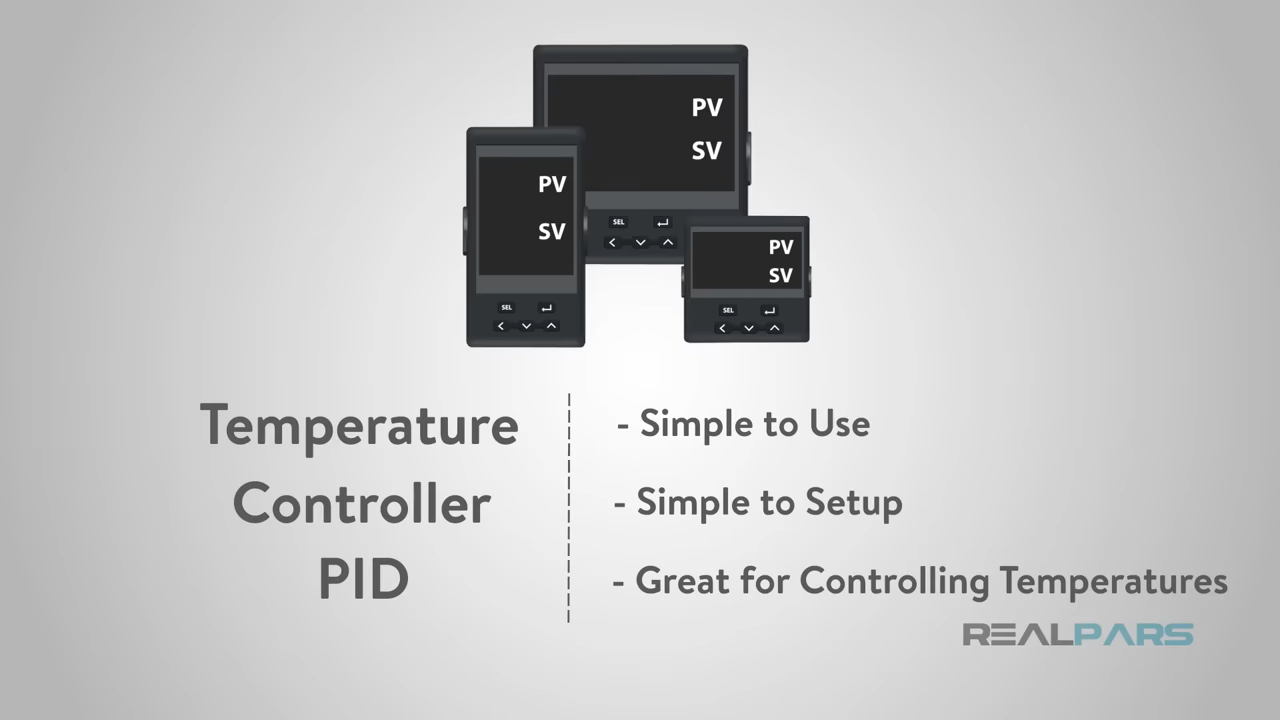 PV
SV
PV
SV
SEL
PV
SV
SEL
SEL
Temperature
Controller
PID
- Simple to Use
- Simple to Setup
- Great for Controlling Temperatures
REALPARS